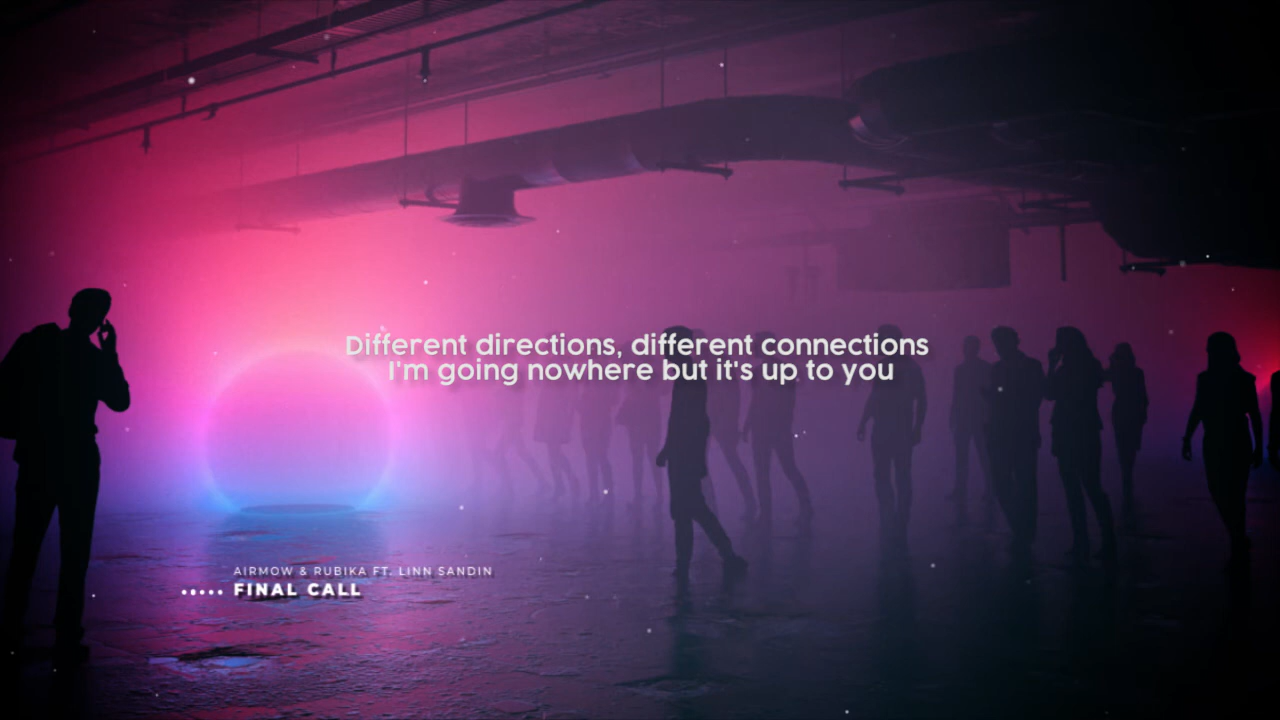 Different directions, different connections
I'm going nowhere but it's up to you
AIRMOW & RUBIKA FT. LINN SANDIN
FINAL CALL